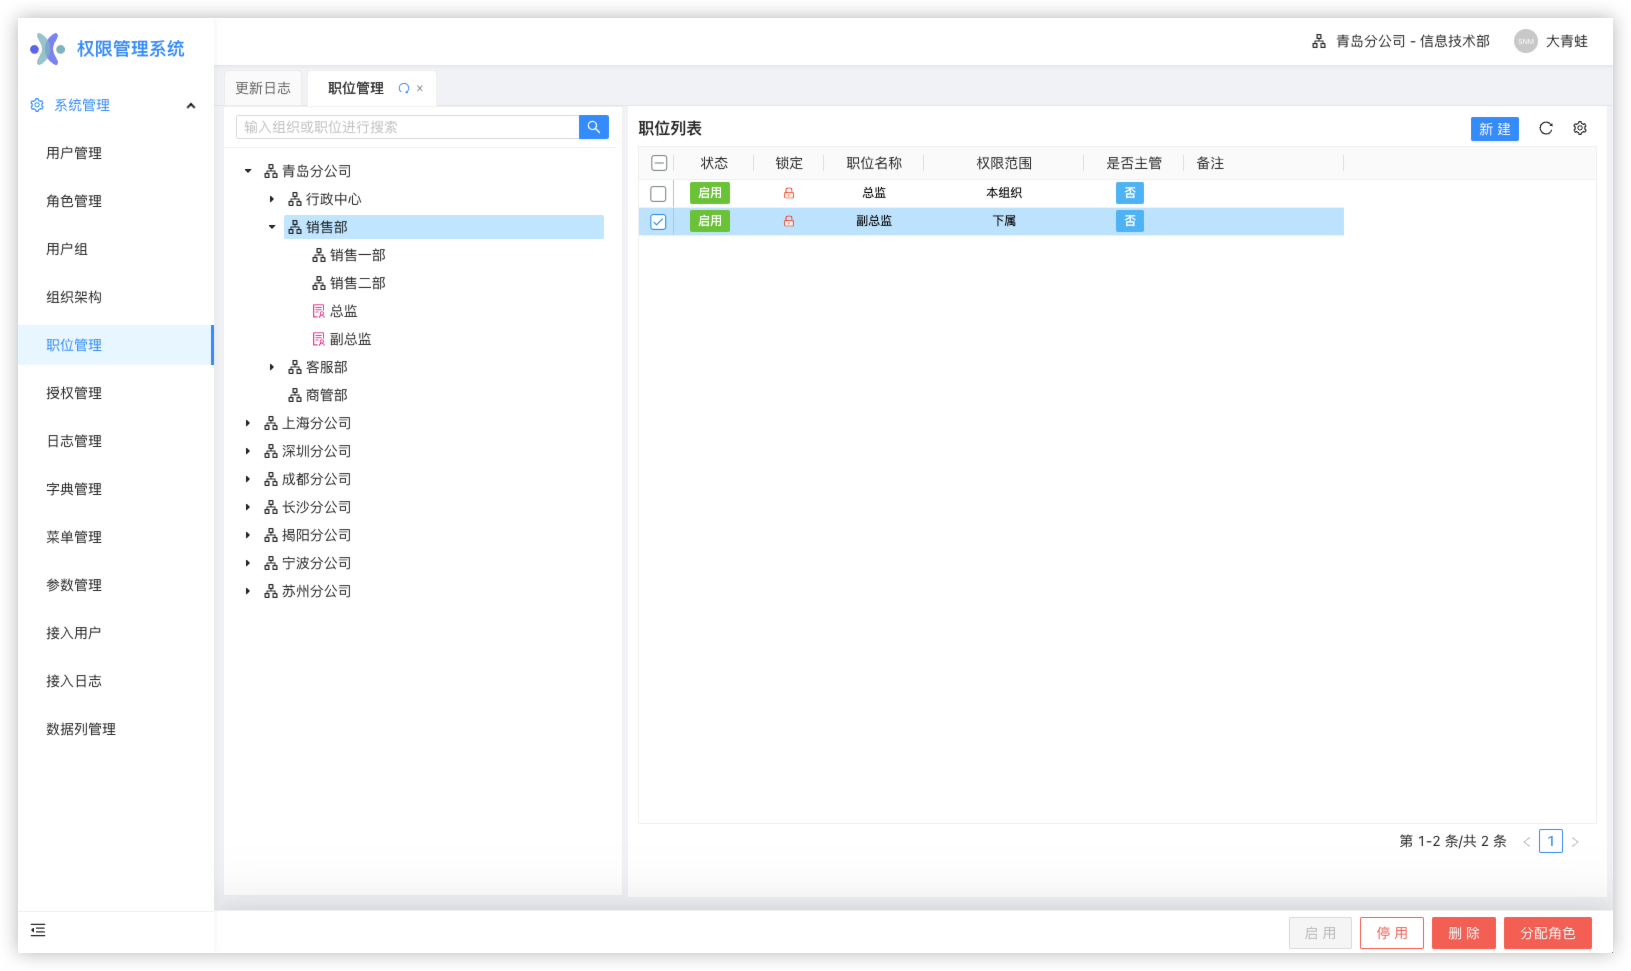 权限管理系统
青岛分公司 - 信息技术部
SNM
大青蛙
系统管理
用户管理
角色管理
用户组
组织架构
职位管理
授权管理
日志管理
字典管理
菜单管理
参数管理
接入用户
接入日志
数据列管理
更新日志
职位管理
输入组织或职位进行搜索
青岛分公司
行政中心
销售部
销售一部
销售二部
总监
副总监
客服部
商管部
上海分公司
深圳分公司
成都分公司
长沙分公司
揭阳分公司
宁波分公司
苏州分公司
职位列表
新 建
状态 锁定 职位名称 权限范围 是否主管 备注
启用 总监 本组织 否
启用 副总监 下属 否
第 1-2 条/共 2 条 < 1 >
启 用 停 用 删 除 分配角色